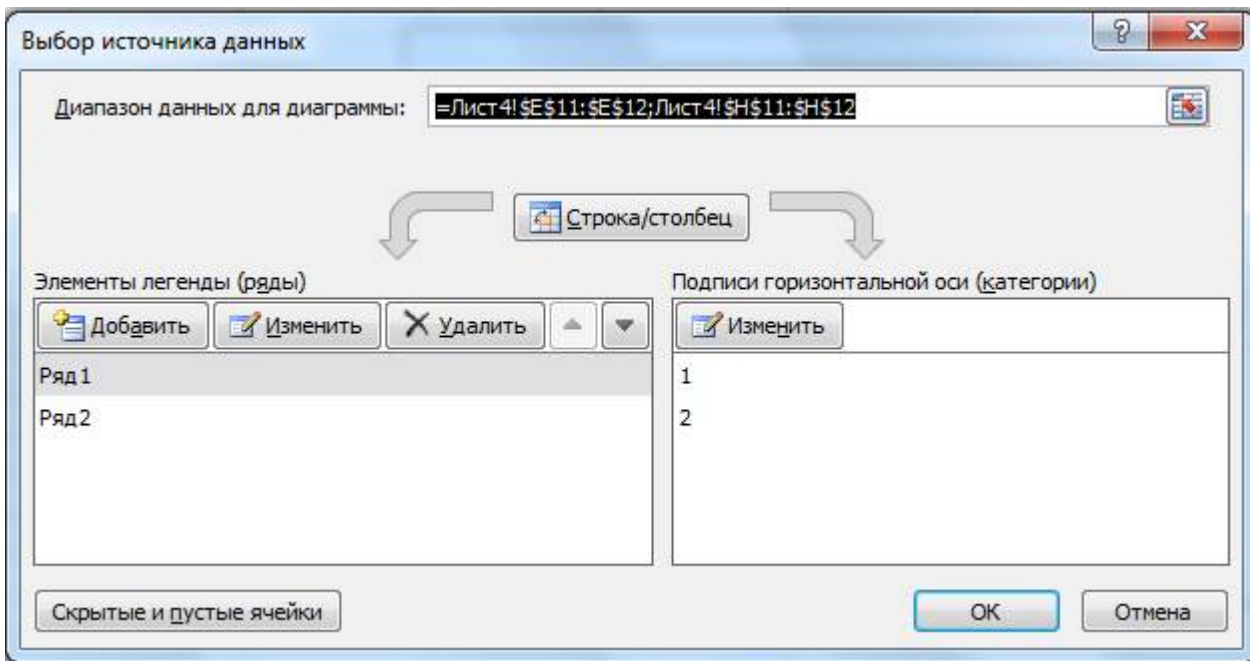 Выбор источника данных
Диапазон данных для диаграммы: =Лист4!$E$11:$E$12;Лист4!$H$11:$H$12
Строка/столбец
Элементы легенды (ряды)
Добавить Изменить Удалить
Ряд1
Ряд2
Подписи горизонтальной оси (категории)
Изменить
1
2
Скрытые и пустые ячейки
ОК Отмена